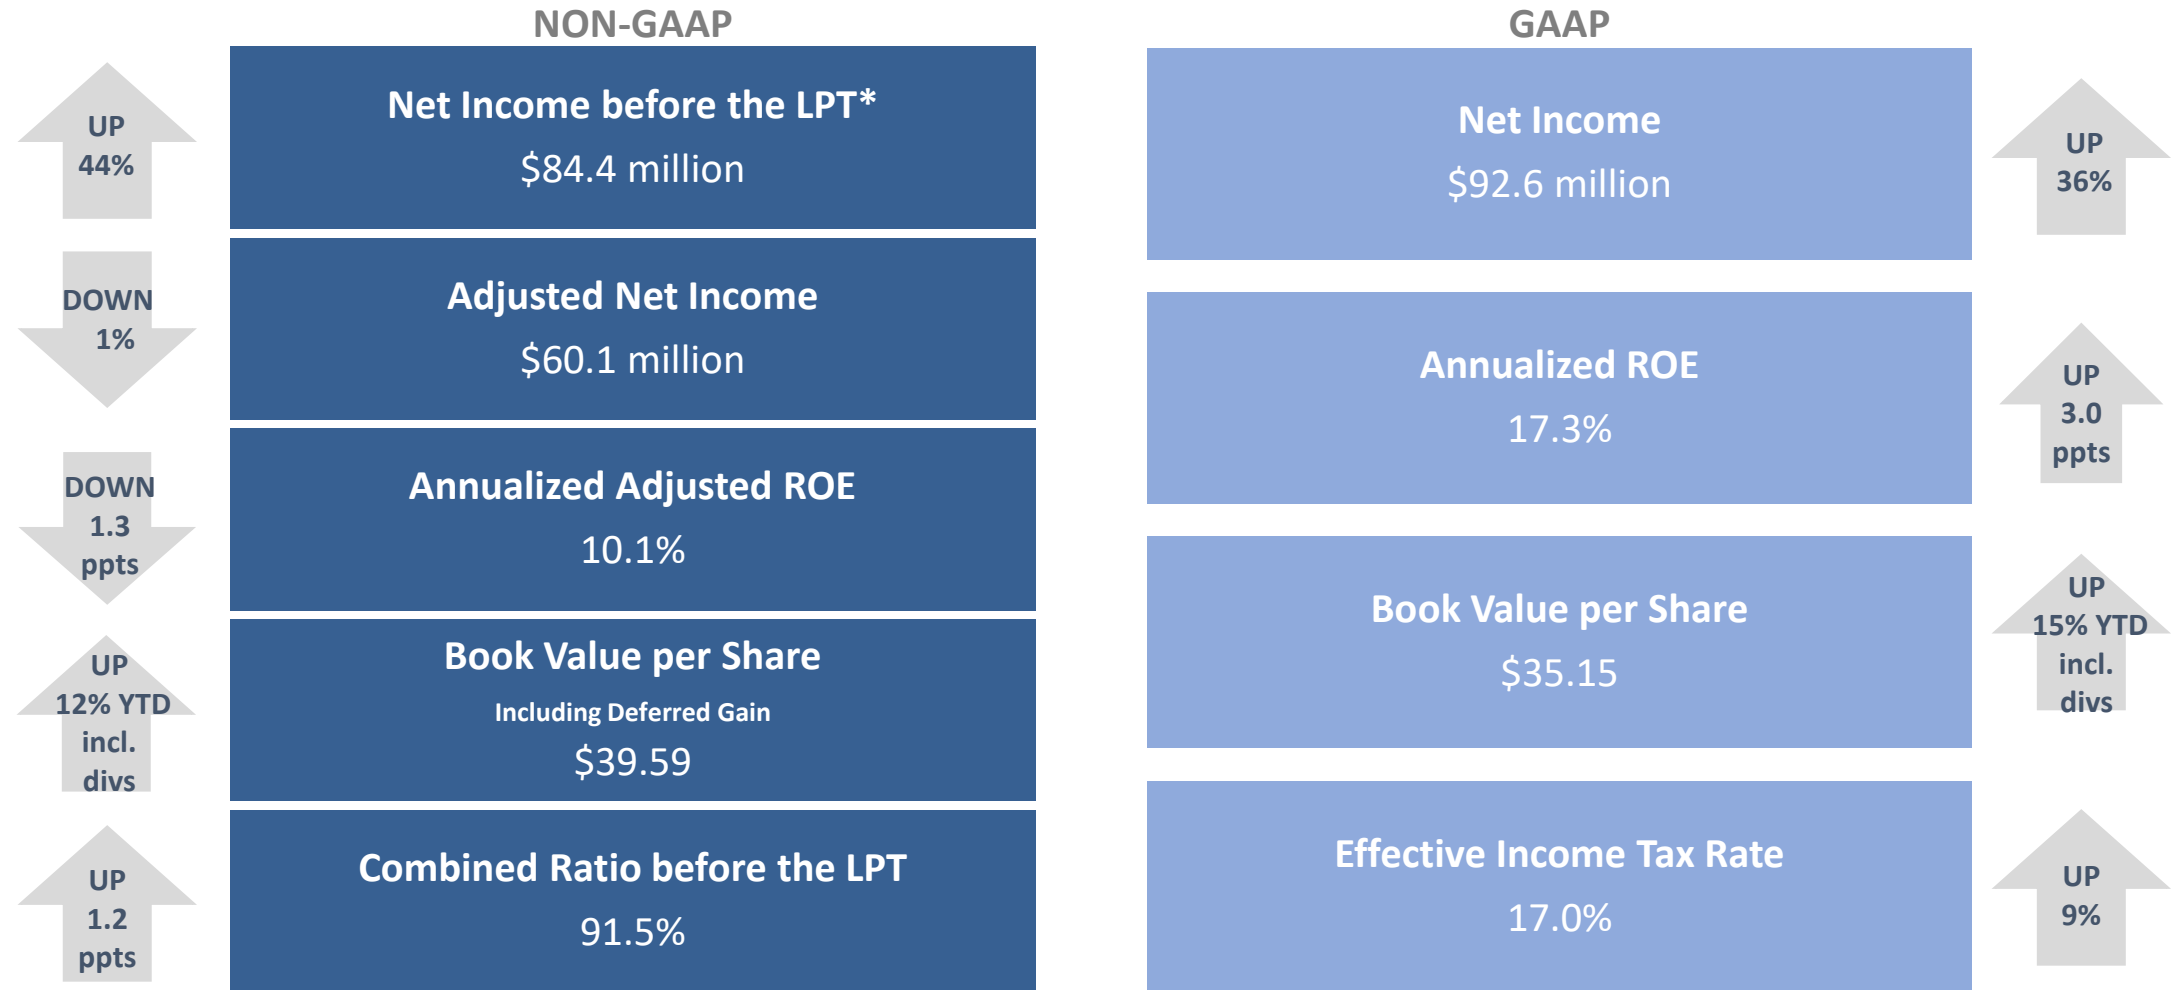 NON-GAAP
UP
44%
Net Income before the LPT*
$84.4 million
DOWN
1%
Adjusted Net Income
$60.1 million
DOWN
1.3
ppts
Annualized Adjusted ROE
10.1%
UP
12% YTD
incl.
divs
Book Value per Share
Including Deferred Gain
$39.59
UP
1.2
ppts
Combined Ratio before the LPT
91.5%
GAAP
Net Income
$92.6 million
UP
36%
Annualized ROE
17.3%
UP
3.0
ppts
Book Value per Share
$35.15
UP
15% YTD
incl.
divs
Effective Income Tax Rate
17.0%
UP
9%